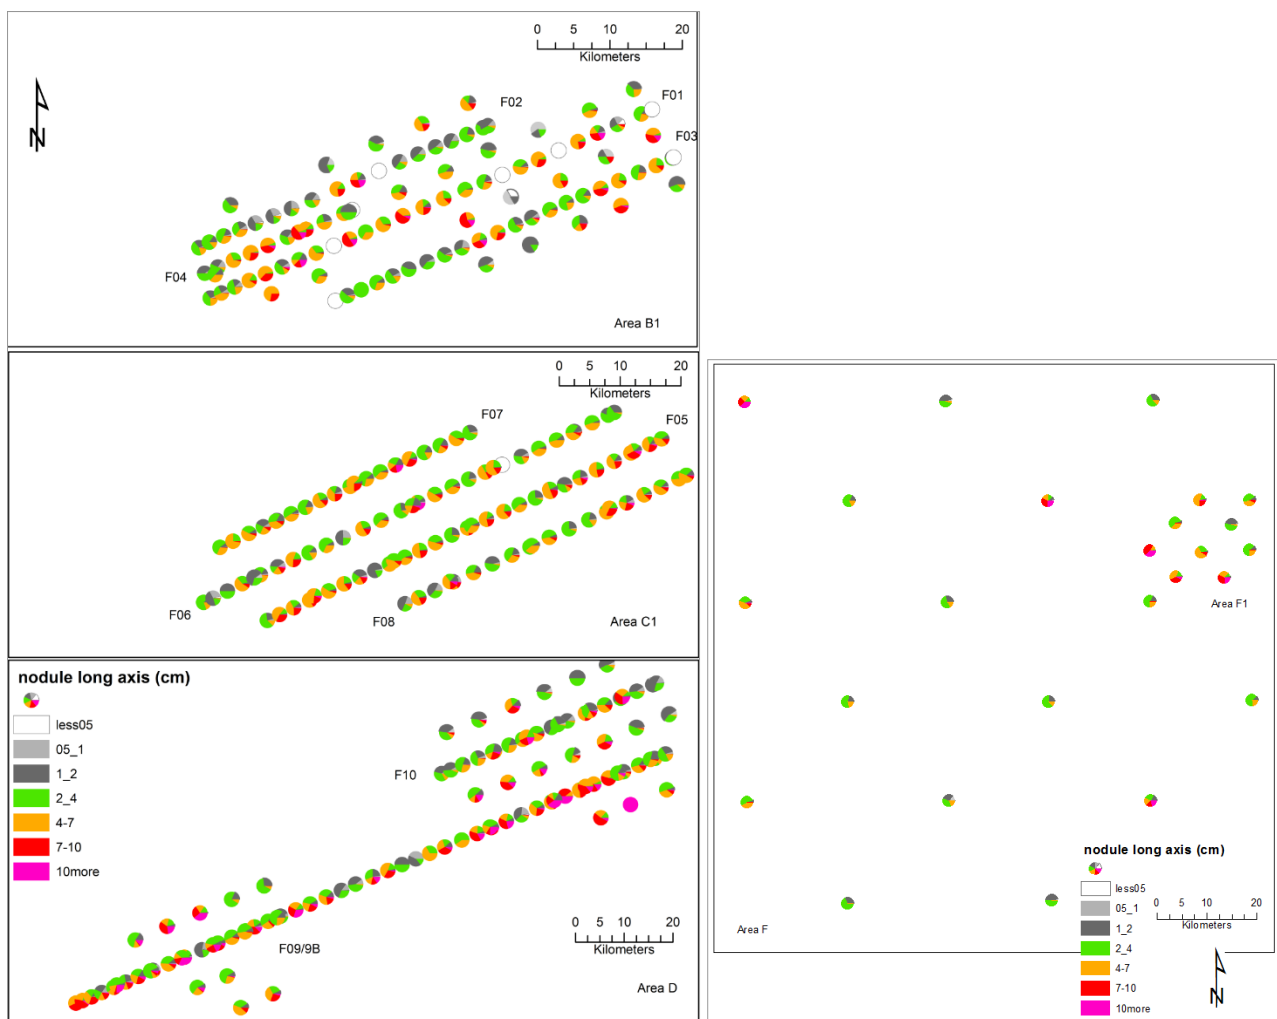 0 5 10 20
Kilometers
N
F02
F01
F03
F04
Area B1
0 5 10 20
Kilometers
F07
F05
F06
F08
Area C1
nodule long axis (cm)
less05
05_1
1_2
2_4
4-7
7-10
10more
F10
F09/9B
0 5 10 20
Kilometers
Area D
Area F1
Area F
nodule long axis (cm)
less05
05_1
1_2
2_4
4-7
7-10
10more
0 5 10 20
Kilometers
N